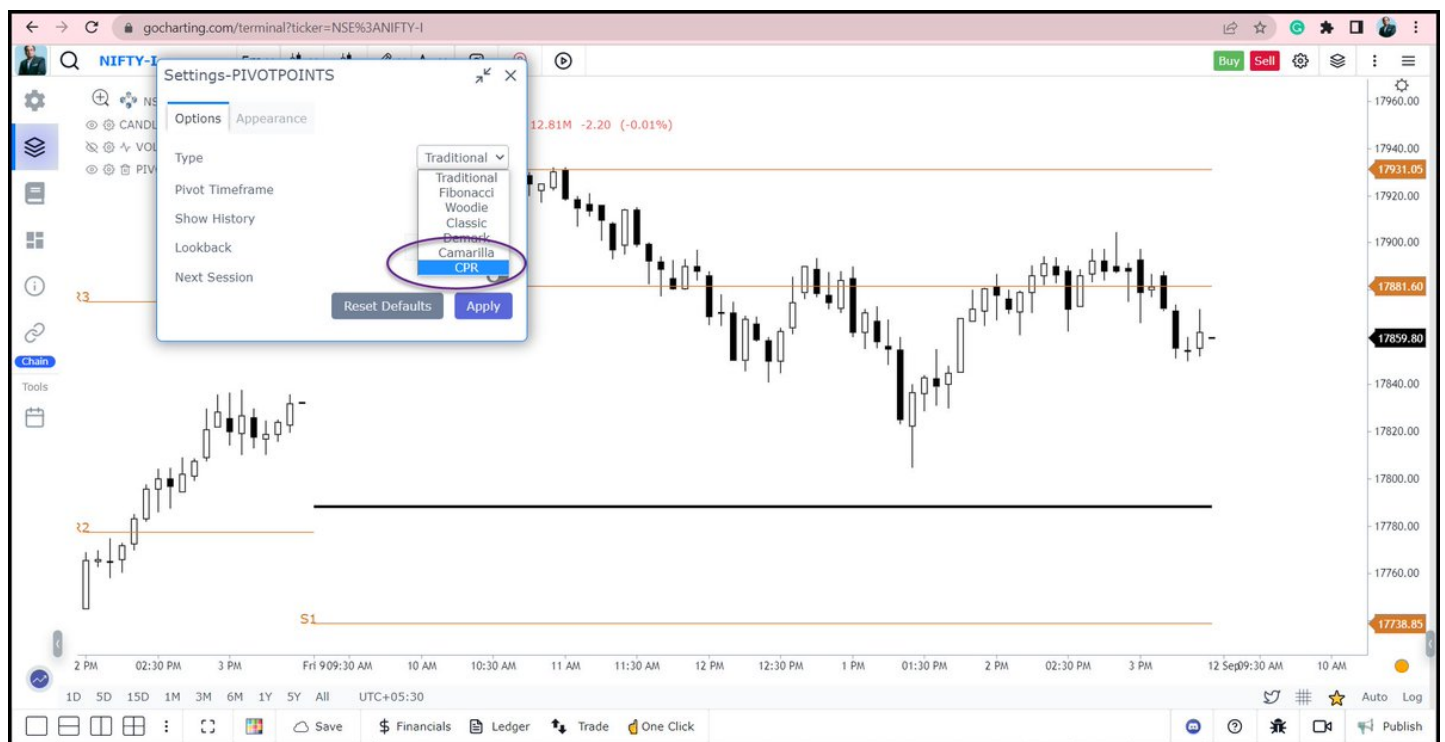 gocharting.com/terminal?ticker=NSE%3ANIFTY-I
NIFTY-I
Buy Sell
Settings-PIVOTPOINTS
Options Appearance
Type Traditional
Traditional
Fibonacci
Woodie
Classic
Demark
Camarilla
CPR
Pivot Timeframe
Show History
Lookback
Next Session
Reset Defaults Apply
NS
CANDL
12.81M -2.20 (-0.01%)
VOL
PIV
17960.00
17940.00
17931.05
17920.00
17900.00
17881.60
17859.80
17840.00
17820.00
17800.00
17780.00
17760.00
17738.85
R3
R2
S1
Chain
Tools
2 PM 02:30 PM 3 PM Fri 9 09:30 AM 10 AM 10:30 AM 11 AM 11:30 AM 12 PM 12:30 PM 1 PM 01:30 PM 2 PM 02:30 PM 3 PM 12 Sep 09:30 AM 10 AM
1D 5D 15D 1M 3M 6M 1Y 5Y All UTC+05:30 Auto Log
Save $ Financials Ledger Trade One Click Publish